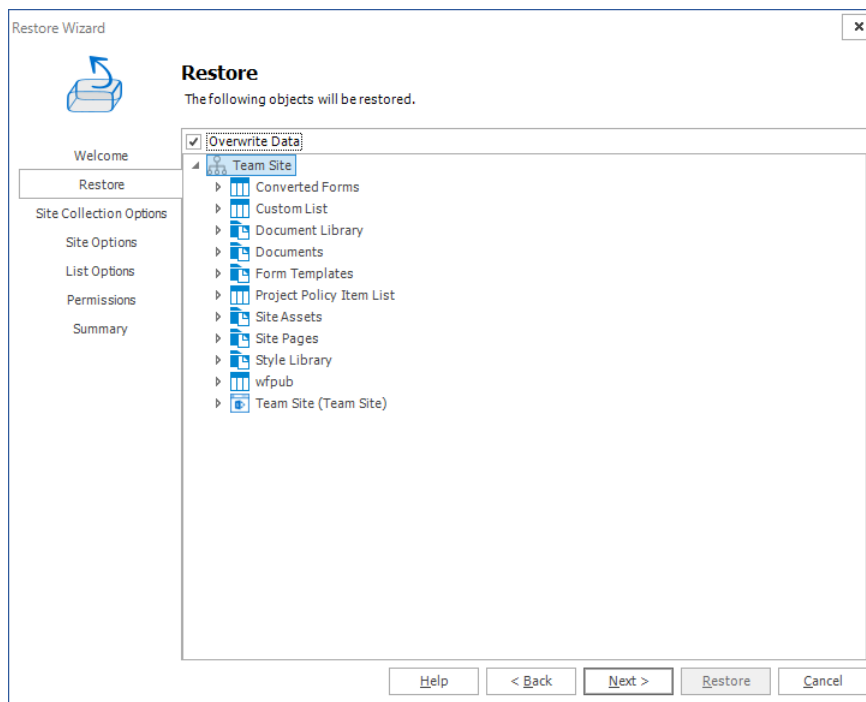 Restore Wizard
Restore
The following objects will be restored.
Welcome
Restore
Site Collection Options
Site Options
List Options
Permissions
Summary
Overwrite Data
Team Site
Converted Forms
Custom List
Document Library
Documents
Form Templates
Project Policy Item List
Site Assets
Site Pages
Style Library
wfpub
Team Site (Team Site)
Help
< Back
Next >
Restore
Cancel